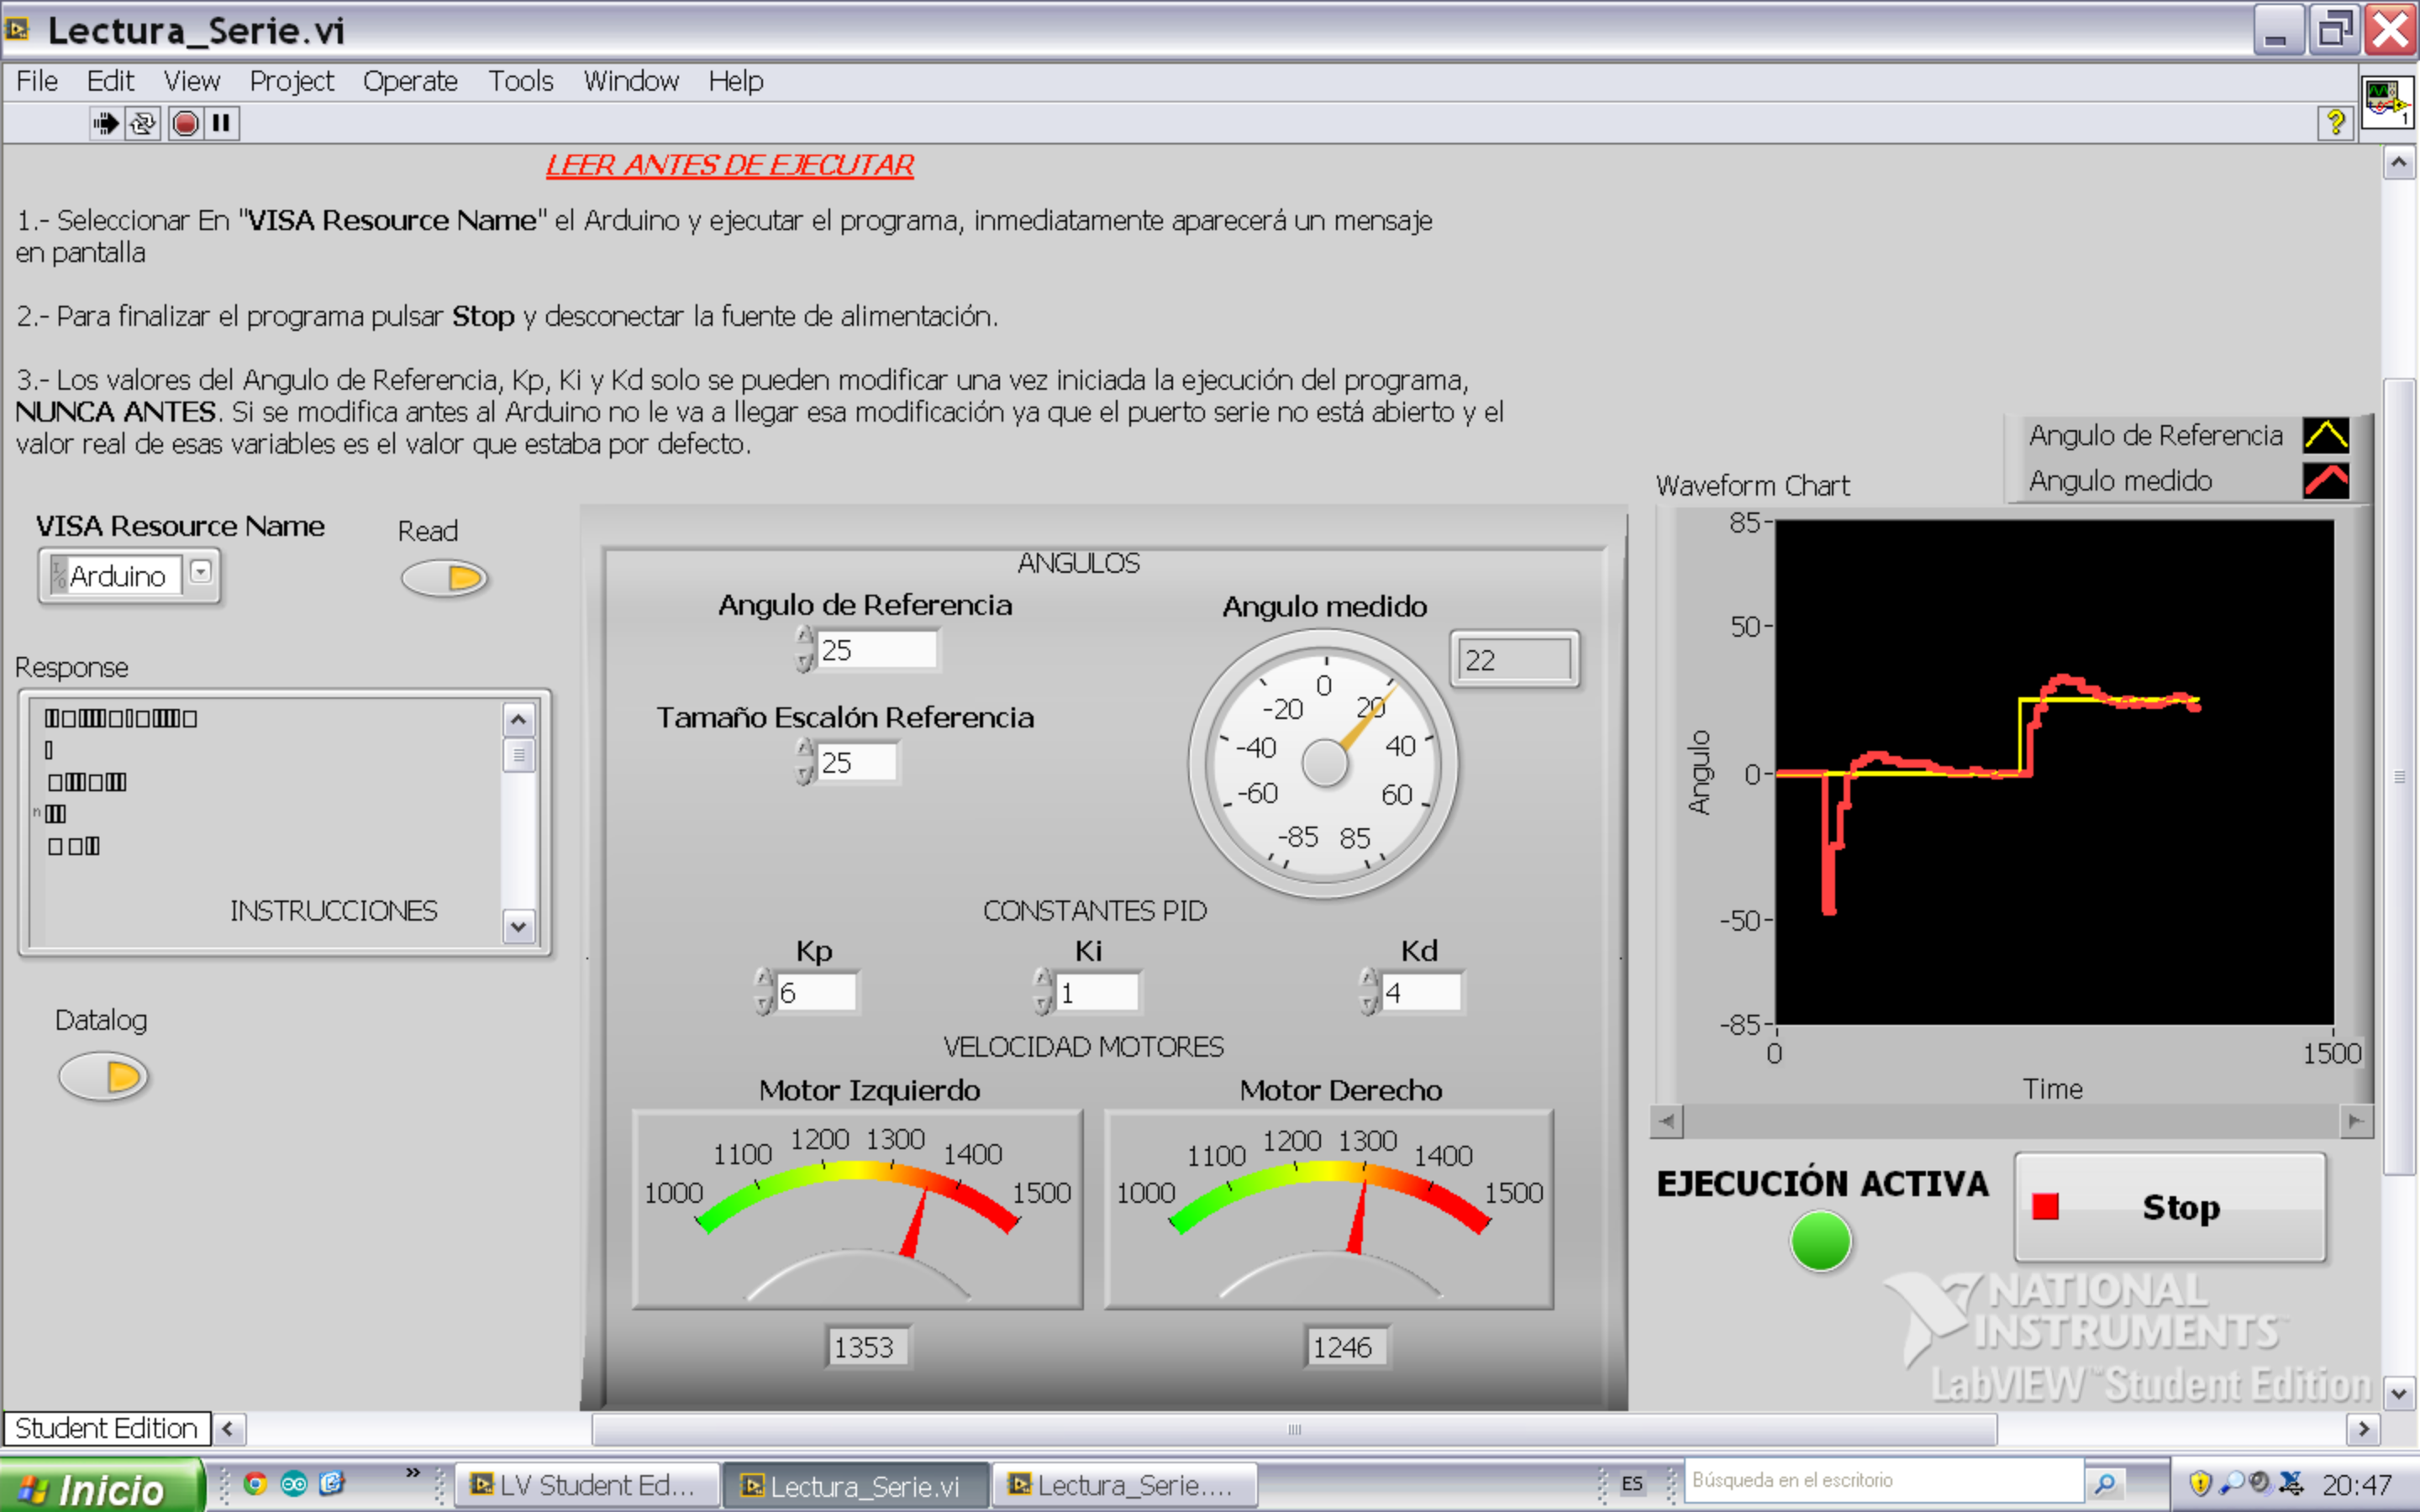 Lectura_Serie.vi
File Edit View Project Operate Tools Window Help
1
LEER ANTES DE EJECUTAR
1.- Seleccionar En "VISA Resource Name" el Arduino y ejecutar el programa, inmediatamente aparecerá un mensaje
en pantalla
2.- Para finalizar el programa pulsar Stop y desconectar la fuente de alimentación.
3.- Los valores del Angulo de Referencia, Kp, Ki y Kd solo se pueden modificar una vez iniciada la ejecución del programa,
NUNCA ANTES. Si se modifica antes al Arduino no le va a llegar esa modificación ya que el puerto serie no está abierto y el
valor real de esas variables es el valor que estaba por defecto.
VISA Resource Name
Arduino
Read
Response
INSTRUCCIONES
Datalog
ANGULOS
Angulo de Referencia
25
Tamaño Escalón Referencia
25
Angulo medido
22
0
-20 20
-40 40
-60 60
-85 85
CONSTANTES PID
Kp Ki Kd
6 1 4
VELOCIDAD MOTORES
Motor Izquierdo
1000 1100 1200 1300 1400 1500
1353
Motor Derecho
1000 1100 1200 1300 1400 1500
1246
Angulo de Referencia
Angulo medido
Waveform Chart
85
50
0
-50
-85
Angulo
0 1500
Time
EJECUCIÓN ACTIVA
Stop
NATIONAL
INSTRUMENTS
LabVIEW™ Student Edition
Student Edition
Inicio
LV Student Ed...
Lectura_Serie.vi
Lectura_Serie....
ES
Búsqueda en el escritorio
20:47